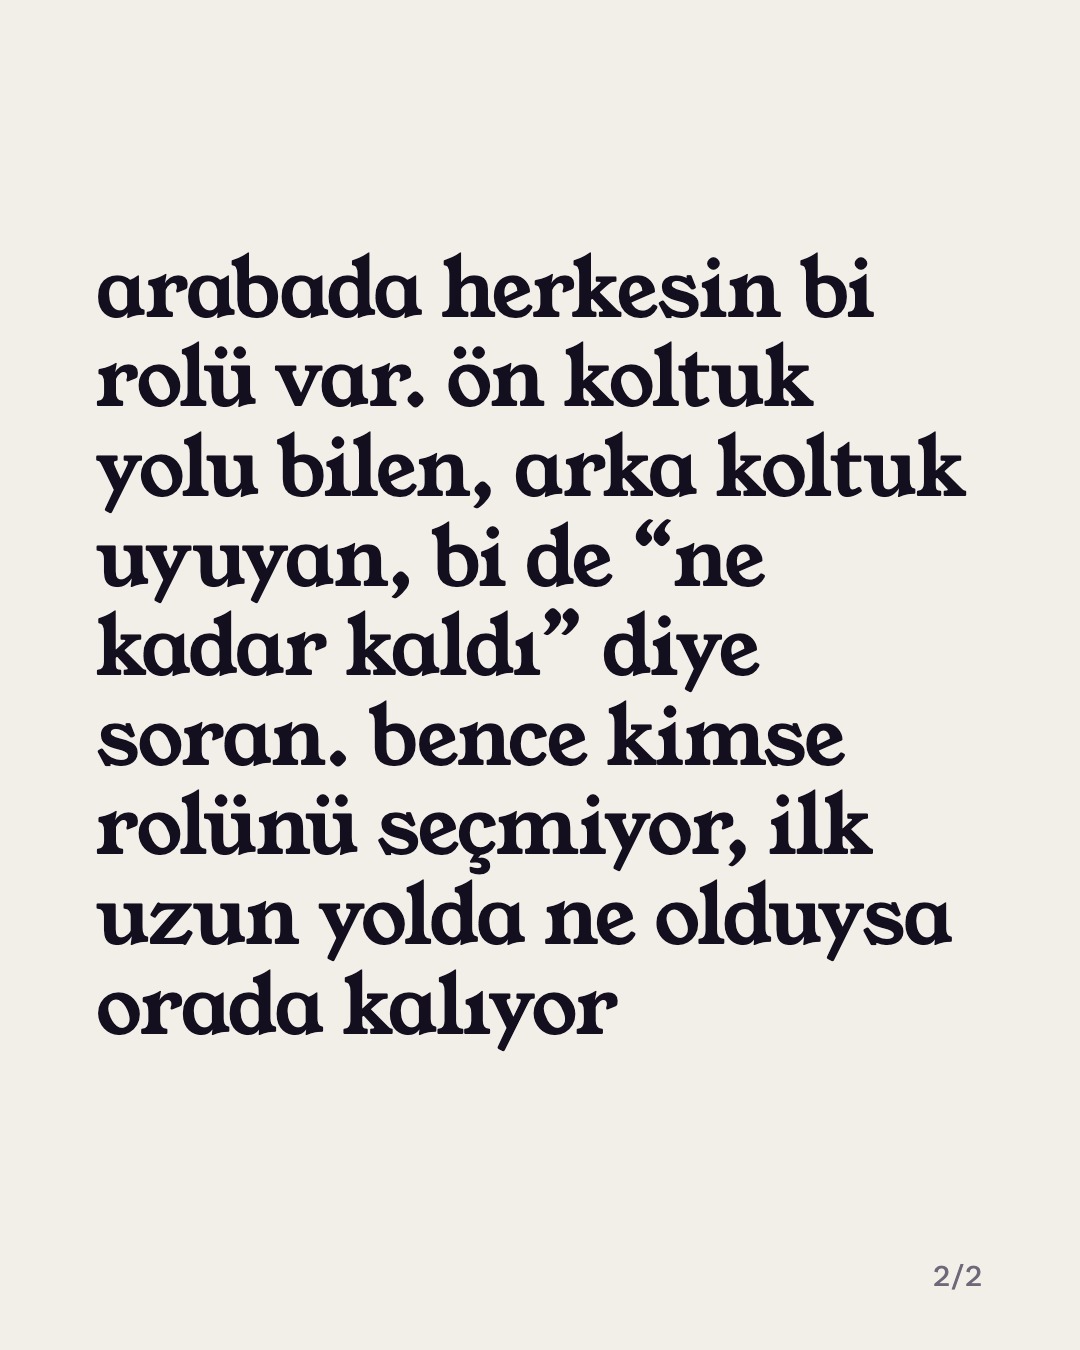 arabada herkesin bi
rolü var. ön koltuk
yolu bilen, arka koltuk
uyuyan, bi de “ne
kadar kaldı” diye
soran. bence kimse
rolünü seçmiyor, ilk
uzun yolda ne olduysa
orada kalıyor
2/2